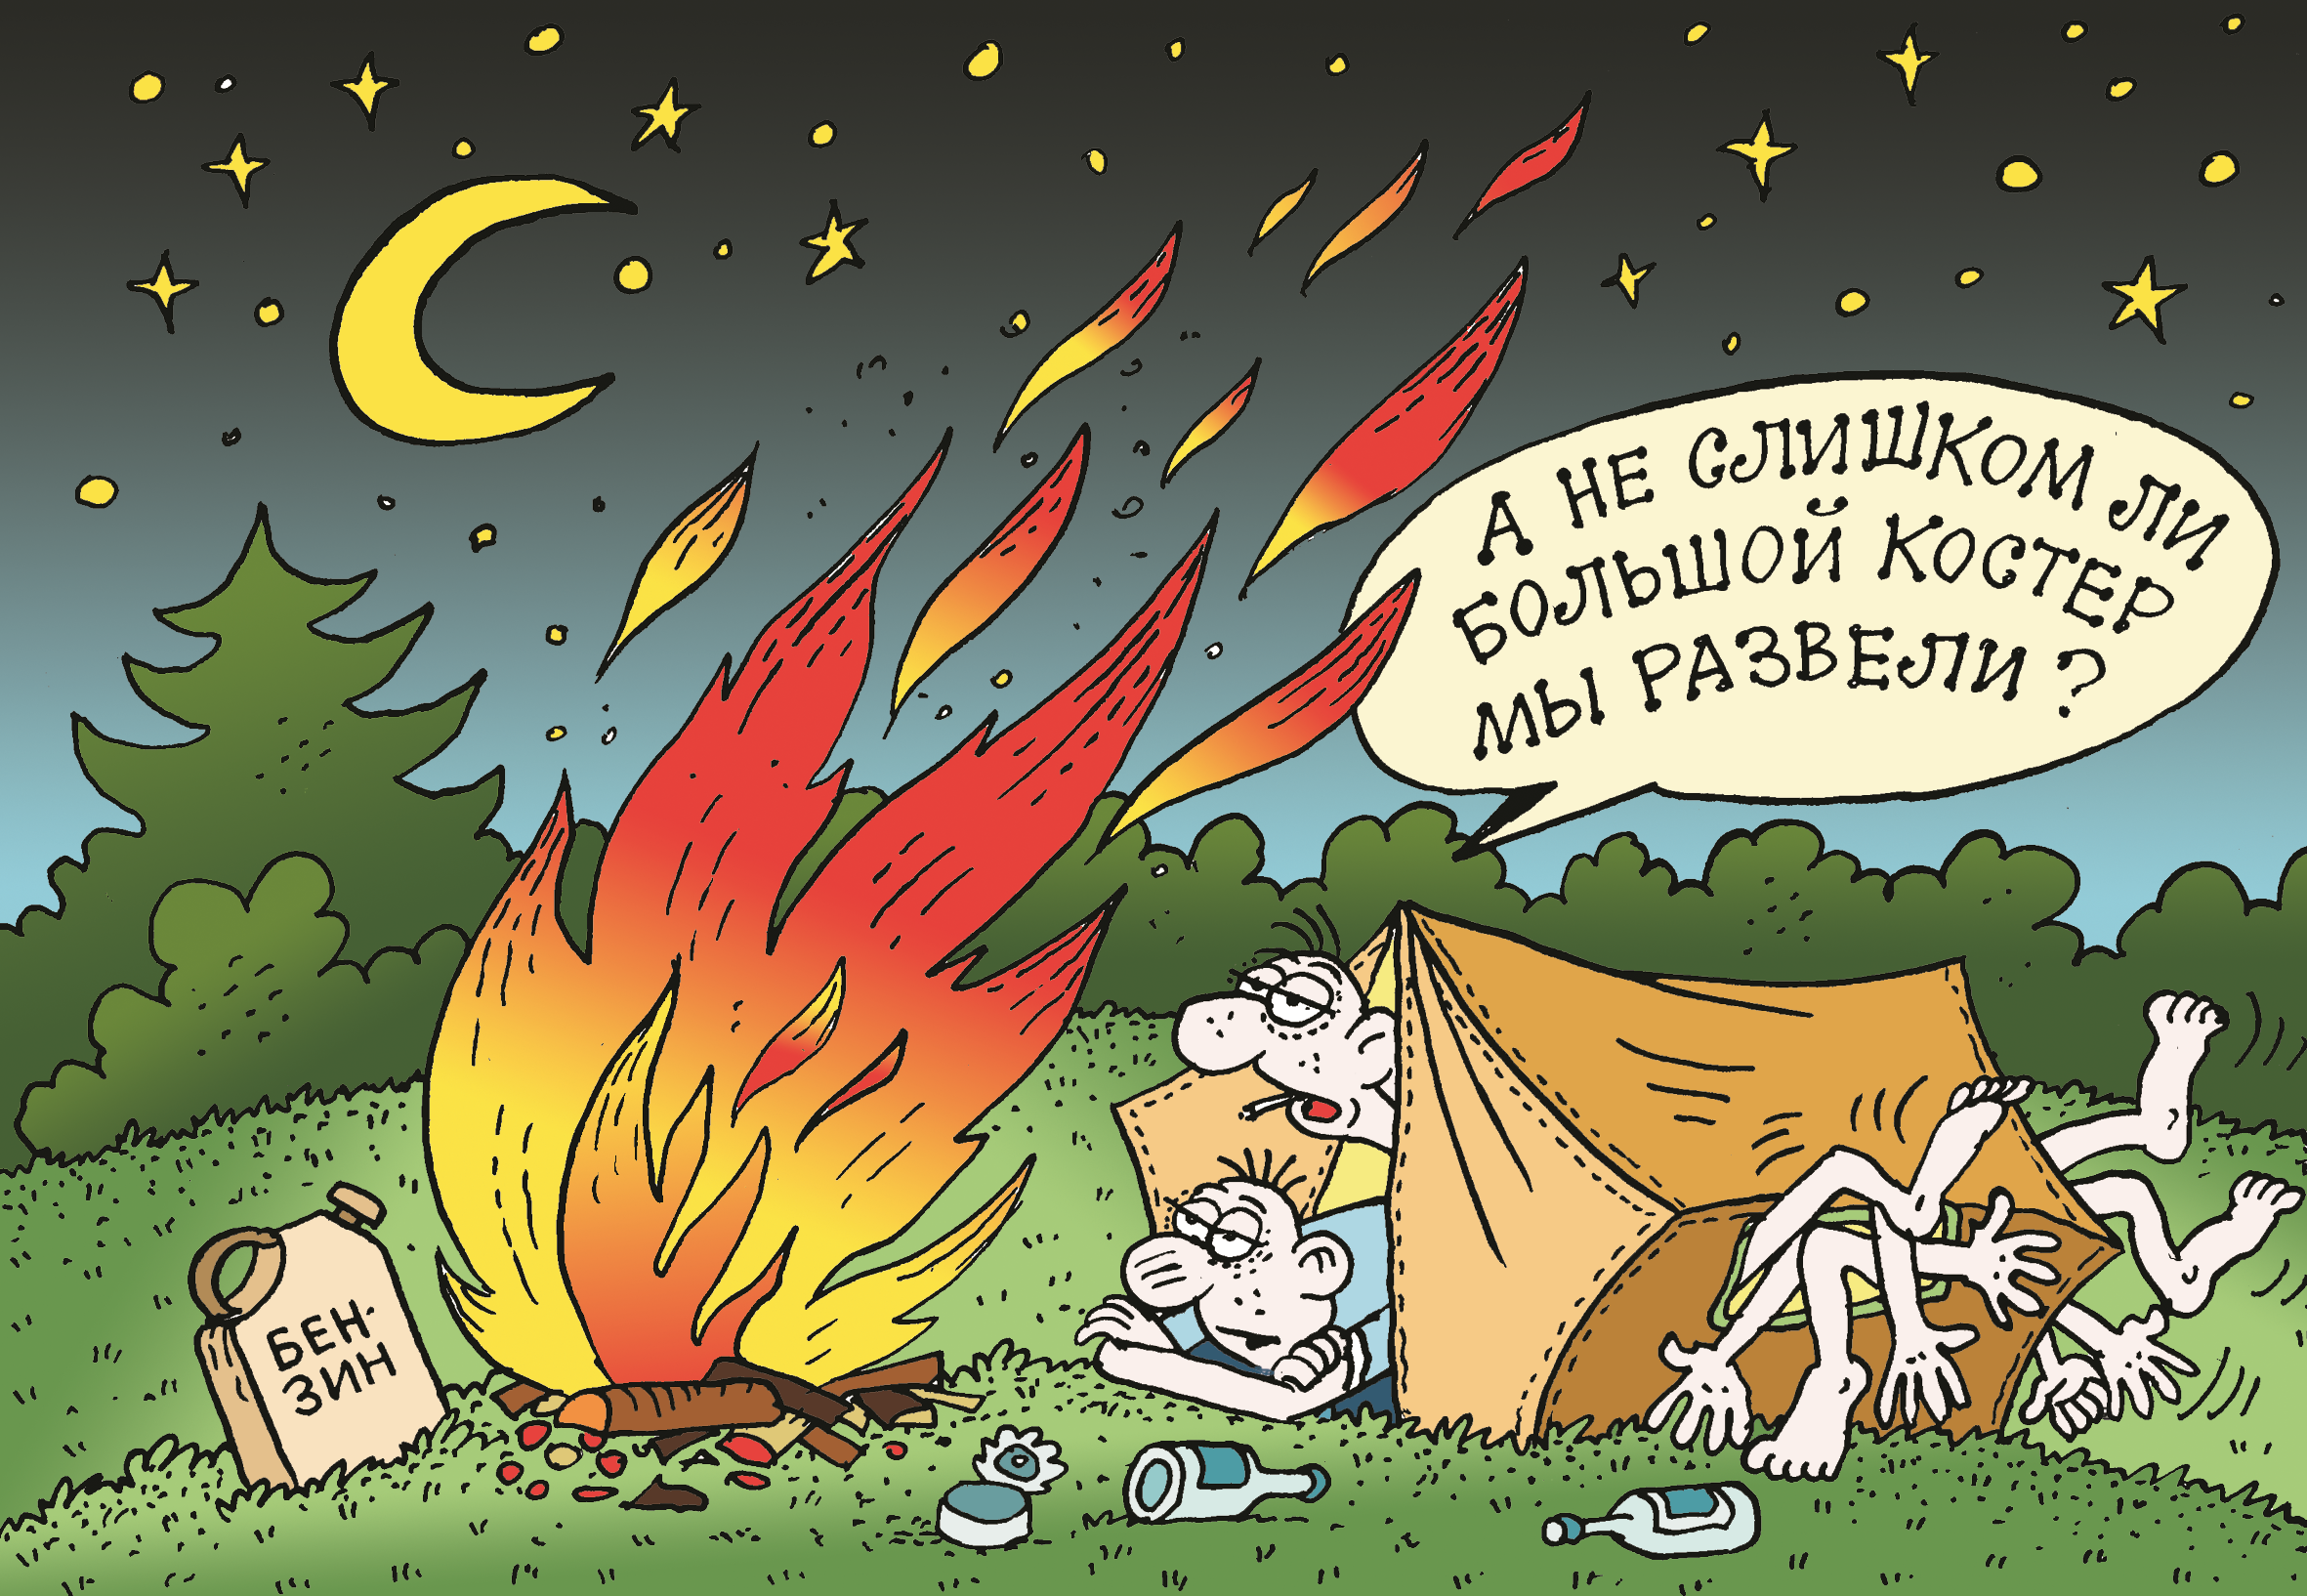 А НЕ СЛИШКОМ ЛИ
БОЛЬШОЙ КОСТЕР
МЫ РАЗВЕЛИ ?
БЕН-
ЗИН